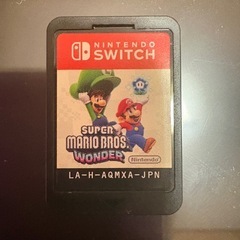 NINTENDO
SWITCH
SUPER
MARIO BROS.
WONDER
Nintendo
LA-H-AQMXA-JPN